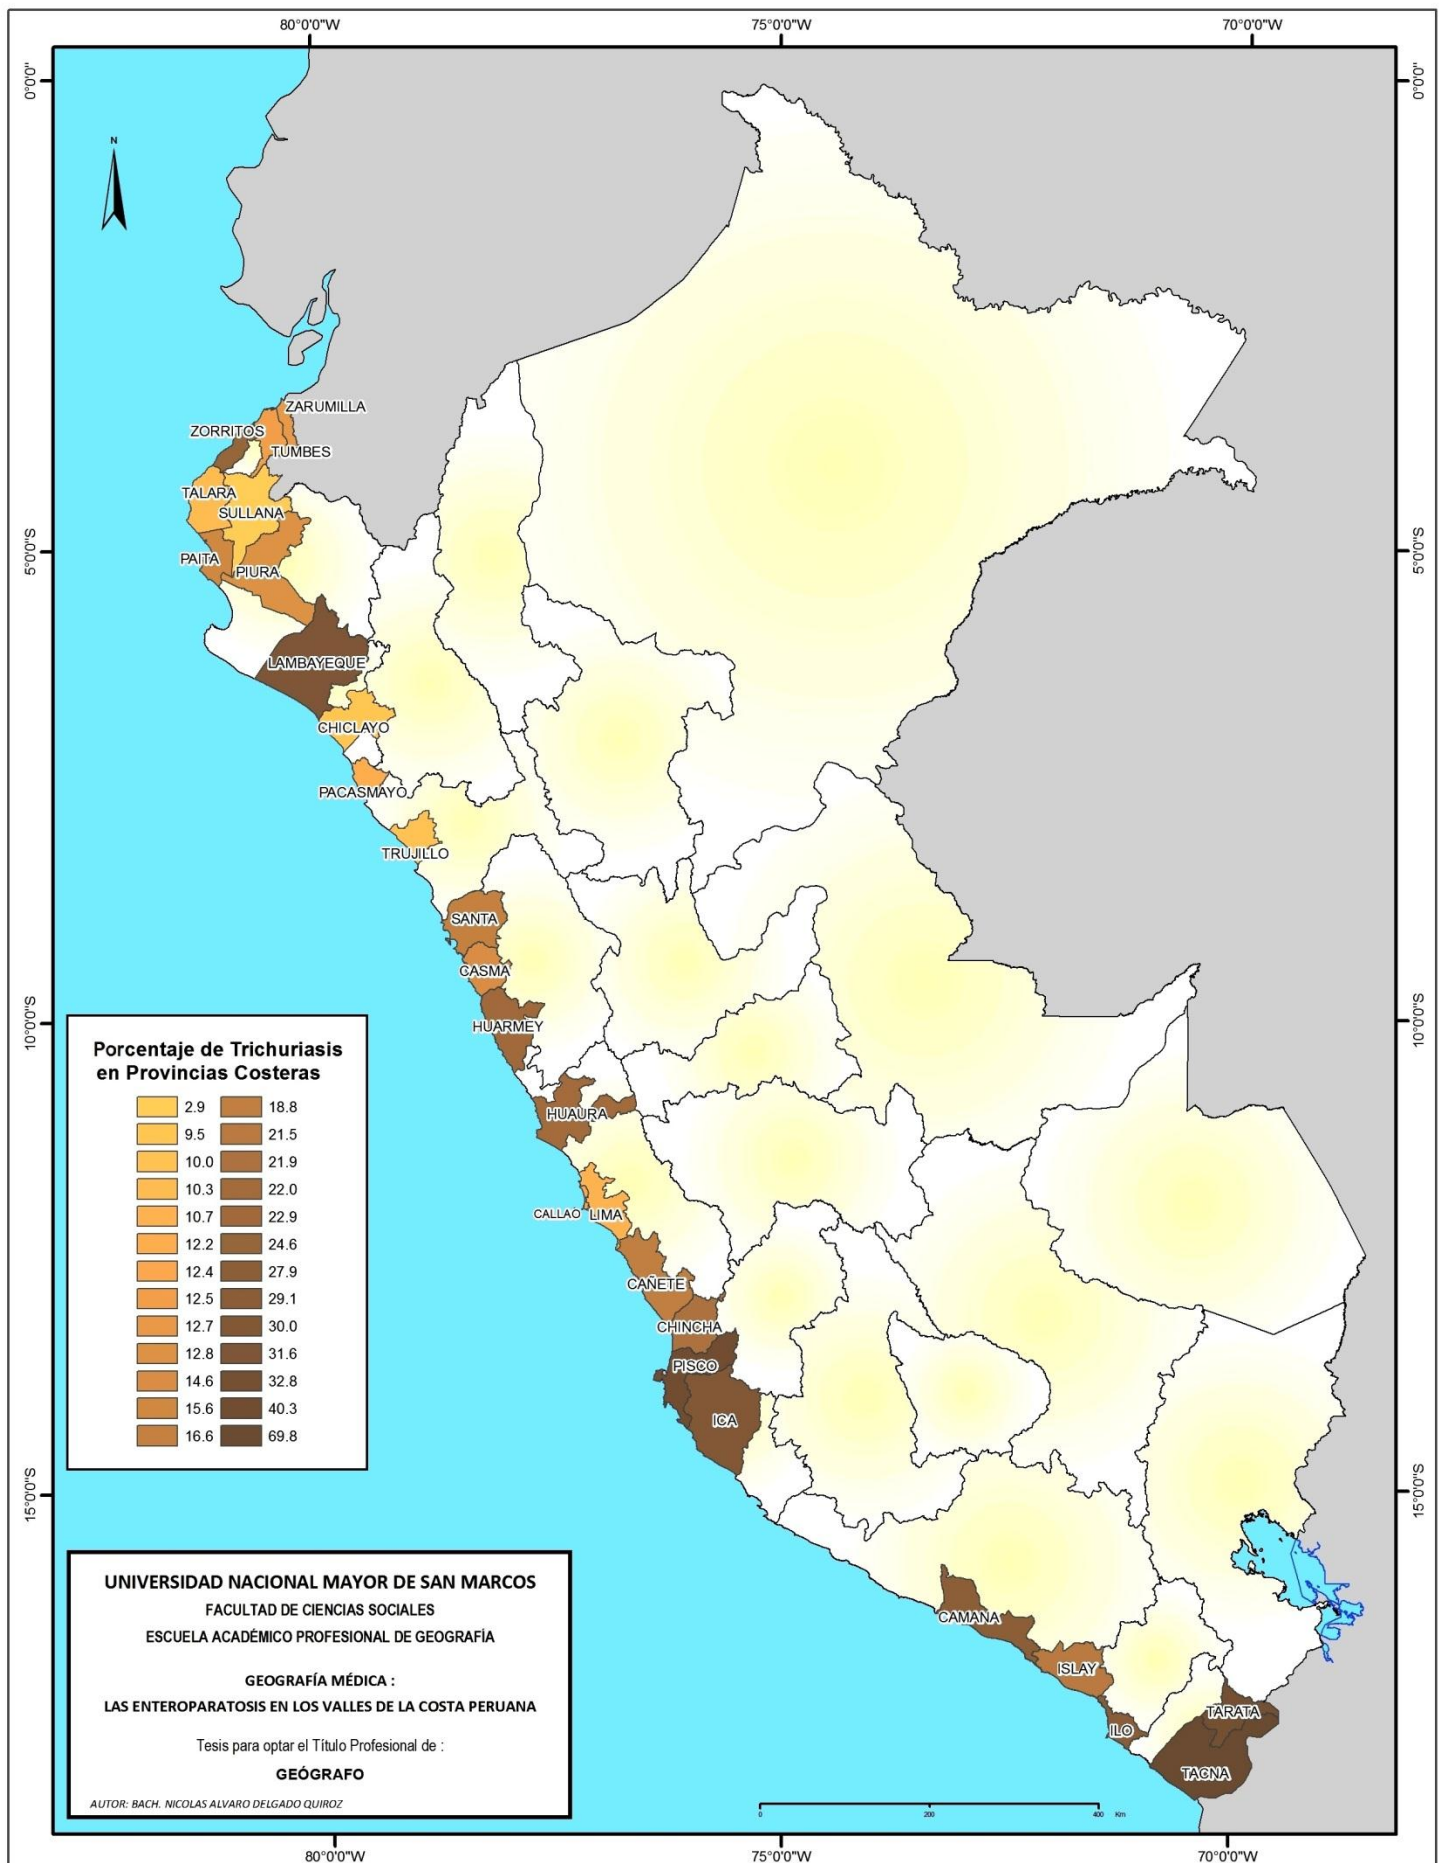 80°0'0"W
75°0'0"W
70°0'0"W
0°0'0"
0°0'0"
N
ZARUMILLA
ZORRITOS
TUMBES
TALARA
SULLANA
PAITA
PIURA
5°0'0"S
5°0'0"S
LAMBAYEQUE
CHICLAYO
PACASMAYO
TRUJILLO
SANTA
CASMA
HUARMEY
10°0'0"S
10°0'0"S
HUAURA
CALLAO
LIMA
CAÑETE
CHINCHA
PISCO
ICA
15°0'0"S
15°0'0"S
CAMANA
ISLAY
ILO
TARATA
TACNA
Porcentaje de Trichuriasis
en Provincias Costeras
2.9 18.8
9.5 21.5
10.0 21.9
10.3 22.0
10.7 22.9
12.2 24.6
12.4 27.9
12.5 29.1
12.7 30.0
12.8 31.6
14.6 32.8
15.6 40.3
16.6 69.8
UNIVERSIDAD NACIONAL MAYOR DE SAN MARCOS
FACULTAD DE CIENCIAS SOCIALES
ESCUELA ACADÉMICO PROFESIONAL DE GEOGRAFÍA
GEOGRAFÍA MÉDICA :
LAS ENTEROPARATOSIS EN LOS VALLES DE LA COSTA PERUANA
Tesis para optar el Título Profesional de :
GEÓGRAFO
AUTOR: BACH. NICOLAS ALVARO DELGADO QUIROZ
0 200 400 Km
80°0'0"W
75°0'0"W
70°0'0"W